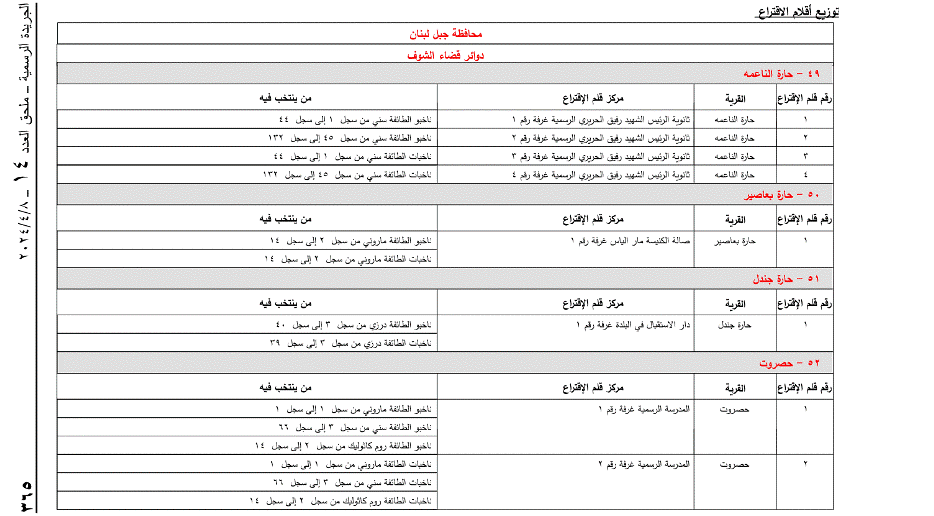 توزيع أقلام الاقتراع
محافظة جبل لبنان
دوائر قضاء الشوف
٤٩ - حارة الناعمه
رقم قلم الإقتراع القرية مركز قلم الإقتراع من ينتخب فيه
١ حارة الناعمه ثانوية الرئيس الشهيد رفيق الحريري الرسمية غرفة رقم ١ ناخبو الطائفة سني من سجل ١ إلى سجل ٤٤
٢ حارة الناعمه ثانوية الرئيس الشهيد رفيق الحريري الرسمية غرفة رقم ٢ ناخبو الطائفة سني من سجل ٤٥ إلى سجل ١٣٢
٣ حارة الناعمه ثانوية الرئيس الشهيد رفيق الحريري الرسمية غرفة رقم ٣ ناخبات الطائفة سني من سجل ١ إلى سجل ٤٤
٤ حارة الناعمه ثانوية الرئيس الشهيد رفيق الحريري الرسمية غرفة رقم ٤ ناخبات الطائفة سني من سجل ٤٥ إلى سجل ١٣٢
٥٠ - حارة بعاصير
رقم قلم الإقتراع القرية مركز قلم الإقتراع من ينتخب فيه
١ حارة بعاصير صالة الكنيسة مار الياس غرفة رقم ١ ناخبو الطائفة ماروني من سجل ٢ إلى سجل ١٤
ناخبات الطائفة ماروني من سجل ٢ إلى سجل ١٤
٥١ - حارة جندل
رقم قلم الإقتراع القرية مركز قلم الإقتراع من ينتخب فيه
١ حارة جندل دار الاستقبال في البلدة غرفة رقم ١ ناخبو الطائفة درزي من سجل ٣ إلى سجل ٤٠
ناخبات الطائفة درزي من سجل ٣ إلى سجل ٣٩
٥٢ - حصروت
رقم قلم الإقتراع القرية مركز قلم الإقتراع من ينتخب فيه
١ حصروت المدرسة الرسمية غرفة رقم ١ ناخبو الطائفة ماروني من سجل ١ إلى سجل ١
ناخبو الطائفة سني من سجل ٣ إلى سجل ٦٦
ناخبو الطائفة روم كاثوليك من سجل ٢ إلى سجل ١٤
٢ حصروت المدرسة الرسمية غرفة رقم ٢ ناخبات الطائفة ماروني من سجل ١ إلى سجل ١
ناخبات الطائفة سني من سجل ٣ إلى سجل ٦٦
ناخبات الطائفة روم كاثوليك من سجل ٢ إلى سجل ١٤
الجريدة الرسمية - ملحق العدد ١٤ - ٢٠٢٤/٤/٨
٣٦٥